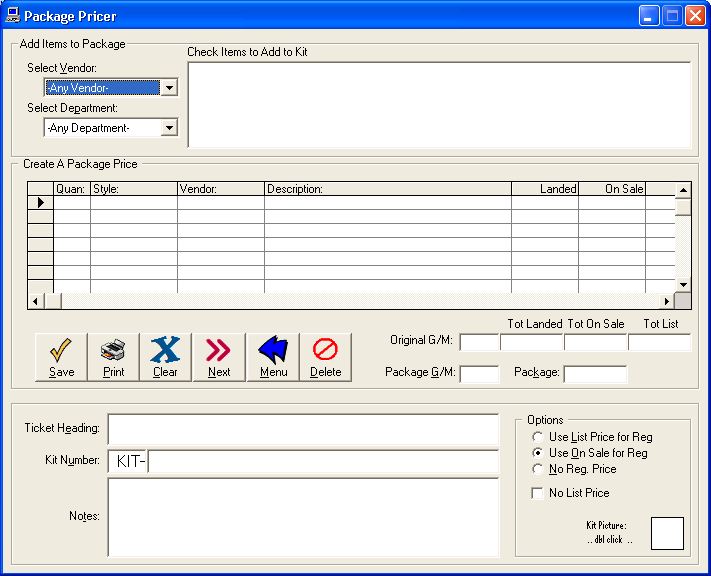 Package Pricer
Add Items to Package
Check Items to Add to Kit
Select Vendor:
-Any Vendor-
Select Department:
-Any Department-
Create A Package Price
Quan: Style: Vendor: Description: Landed On Sale
Tot Landed Tot On Sale Tot List
Original G/M:
Package G/M: Package:
Save Print Clear Next Menu Delete
Ticket Heading:
Kit Number: KIT-
Notes:
Options
Use List Price for Reg
Use On Sale for Reg
No Reg. Price
No List Price
Kit Picture:
.. dbl click ..